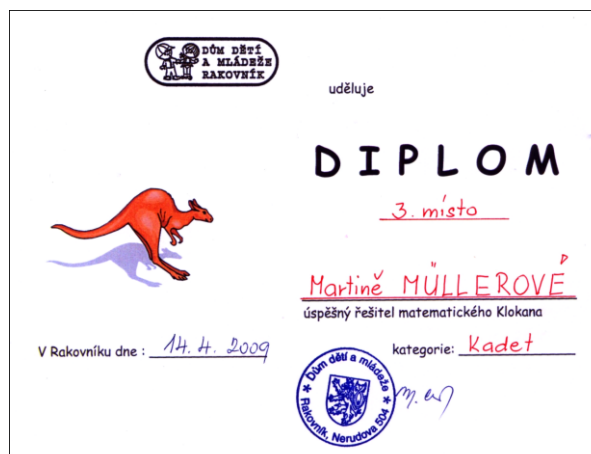 DŮM DĚTÍ
A MLÁDEŽE
RAKOVNÍK
uděluje
DIPLOM
3. místo
Martině MÜLLEROVÉ
úspěšný řešitel matematického Klokana
V Rakovníku dne : 14. 4. 2009
kategorie: Kadet
* Dům dětí a mládeže *
Rakovník, Nerudova 504